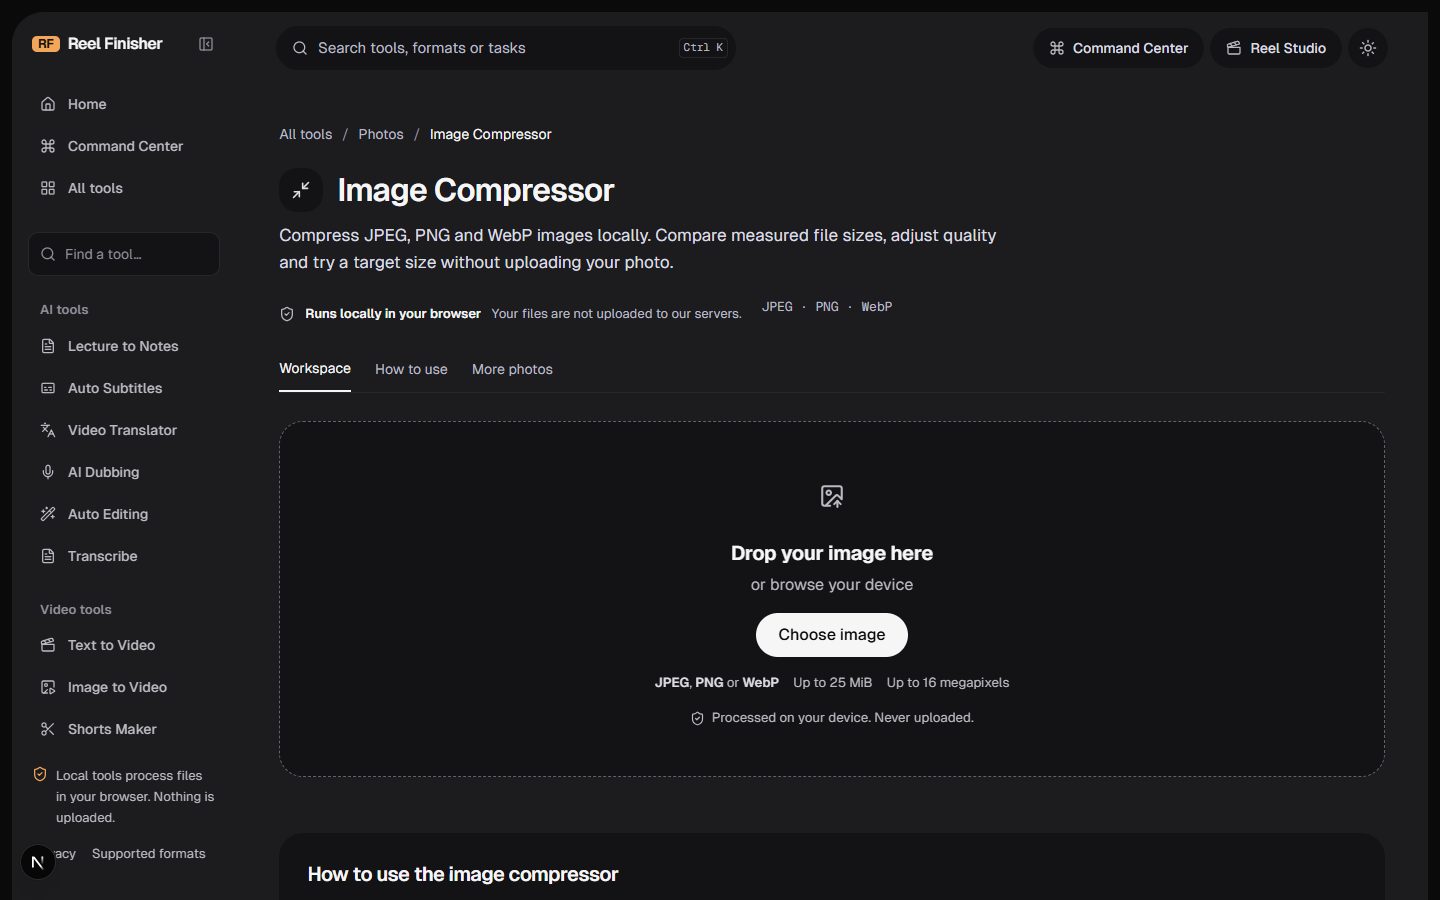 RF Reel Finisher
Search tools, formats or tasks Ctrl K
Command Center
Reel Studio
Home
Command Center
All tools
Find a tool...
AI tools
Lecture to Notes
Auto Subtitles
Video Translator
AI Dubbing
Auto Editing
Transcribe
Video tools
Text to Video
Image to Video
Shorts Maker
Local tools process files
in your browser. Nothing is
uploaded.
N acy Supported formats
All tools / Photos / Image Compressor
Image Compressor
Compress JPEG, PNG and WebP images locally. Compare measured file sizes, adjust quality
and try a target size without uploading your photo.
Runs locally in your browser Your files are not uploaded to our servers. JPEG · PNG · WebP
Workspace How to use More photos
Drop your image here
or browse your device
Choose image
JPEG, PNG or WebP Up to 25 MiB Up to 16 megapixels
Processed on your device. Never uploaded.
How to use the image compressor